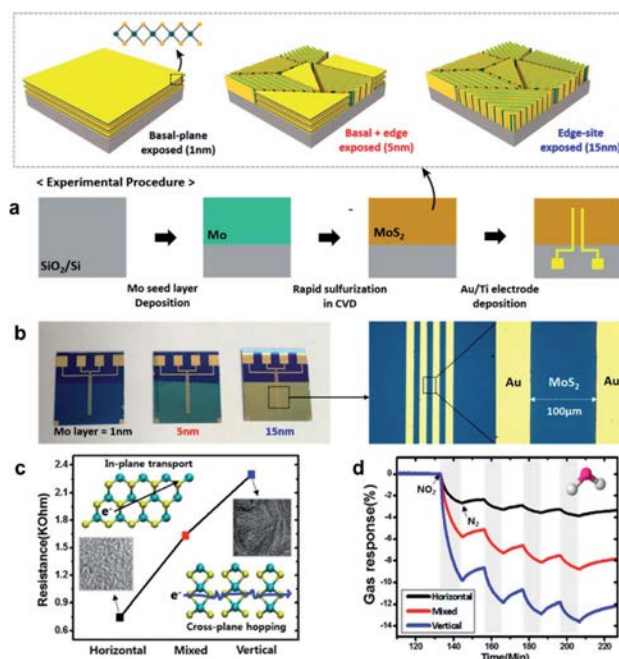 Basal-plane
exposed (1nm)
Basal + edge
exposed (5nm)
Edge-site
exposed (15nm)
< Experimental Procedure >
a
SiO2/Si
Mo
MoS2
Mo seed layer
Deposition
Rapid sulfurization
in CVD
Au/Ti electrode
deposition
b
Mo layer = 1nm
5nm
15nm
Au
MoS2
Au
100μm
c
Resistance(KOhm)
2.4
2.1
1.8
1.5
1.2
0.9
0.6
In-plane transport
e-
e-
Cross-plane hopping
Horizontal
Mixed
Vertical
d
Gas response(%)
0
-2
-4
-6
-8
-10
-12
-14
NO2
N2
Horizontal
Mixed
Vertical
120
140
160
180
200
220
Time(Min)